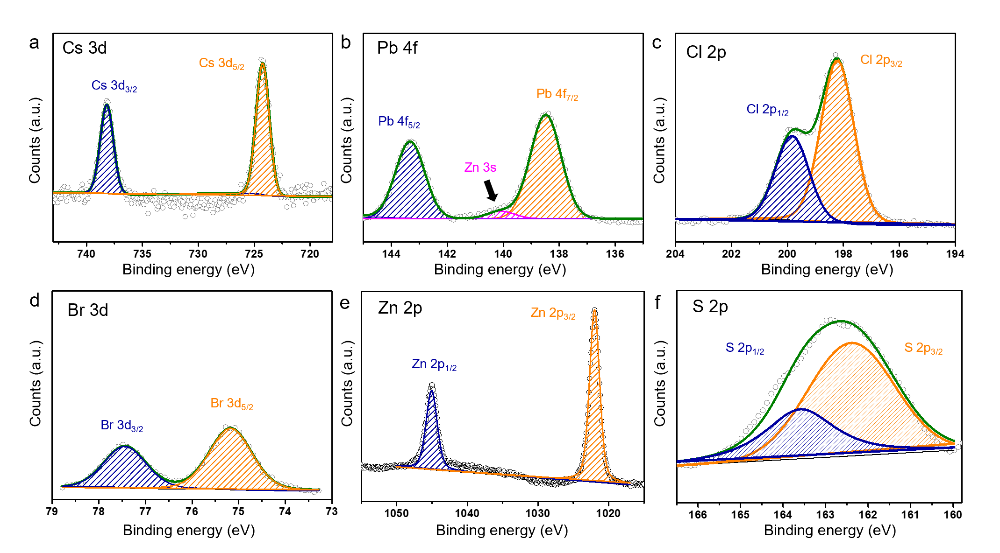 a
Cs 3d
Cs 3d5/2
Cs 3d3/2
Counts (a.u.)
740 735 730 725 720
Binding energy (eV)
b
Pb 4f
Pb 4f7/2
Pb 4f5/2
Zn 3s
Counts (a.u.)
144 142 140 138 136
Binding energy (eV)
c
Cl 2p
Cl 2p3/2
Cl 2p1/2
Counts (a.u.)
204 202 200 198 196 194
Binding energy (eV)
d
Br 3d
Br 3d5/2
Br 3d3/2
Counts (a.u.)
79 78 77 76 75 74 73
Binding energy (eV)
e
Zn 2p
Zn 2p3/2
Zn 2p1/2
Counts (a.u.)
1050 1040 1030 1020
Binding energy (eV)
f
S 2p
S 2p1/2
S 2p3/2
Counts (a.u.)
166 165 164 163 162 161 160
Binding energy (eV)